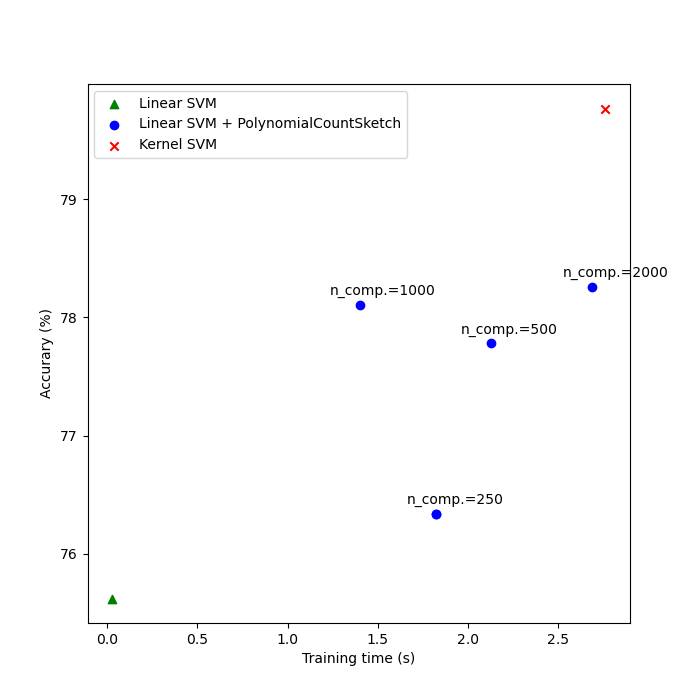 Linear SVM
Linear SVM + PolynomialCountSketch
Kernel SVM
79
n_comp.=2000
n_comp.=1000
78
n_comp.=500
Accurary (%)
77
n_comp.=250
76
0.0 0.5 1.0 1.5 2.0 2.5
Training time (s)